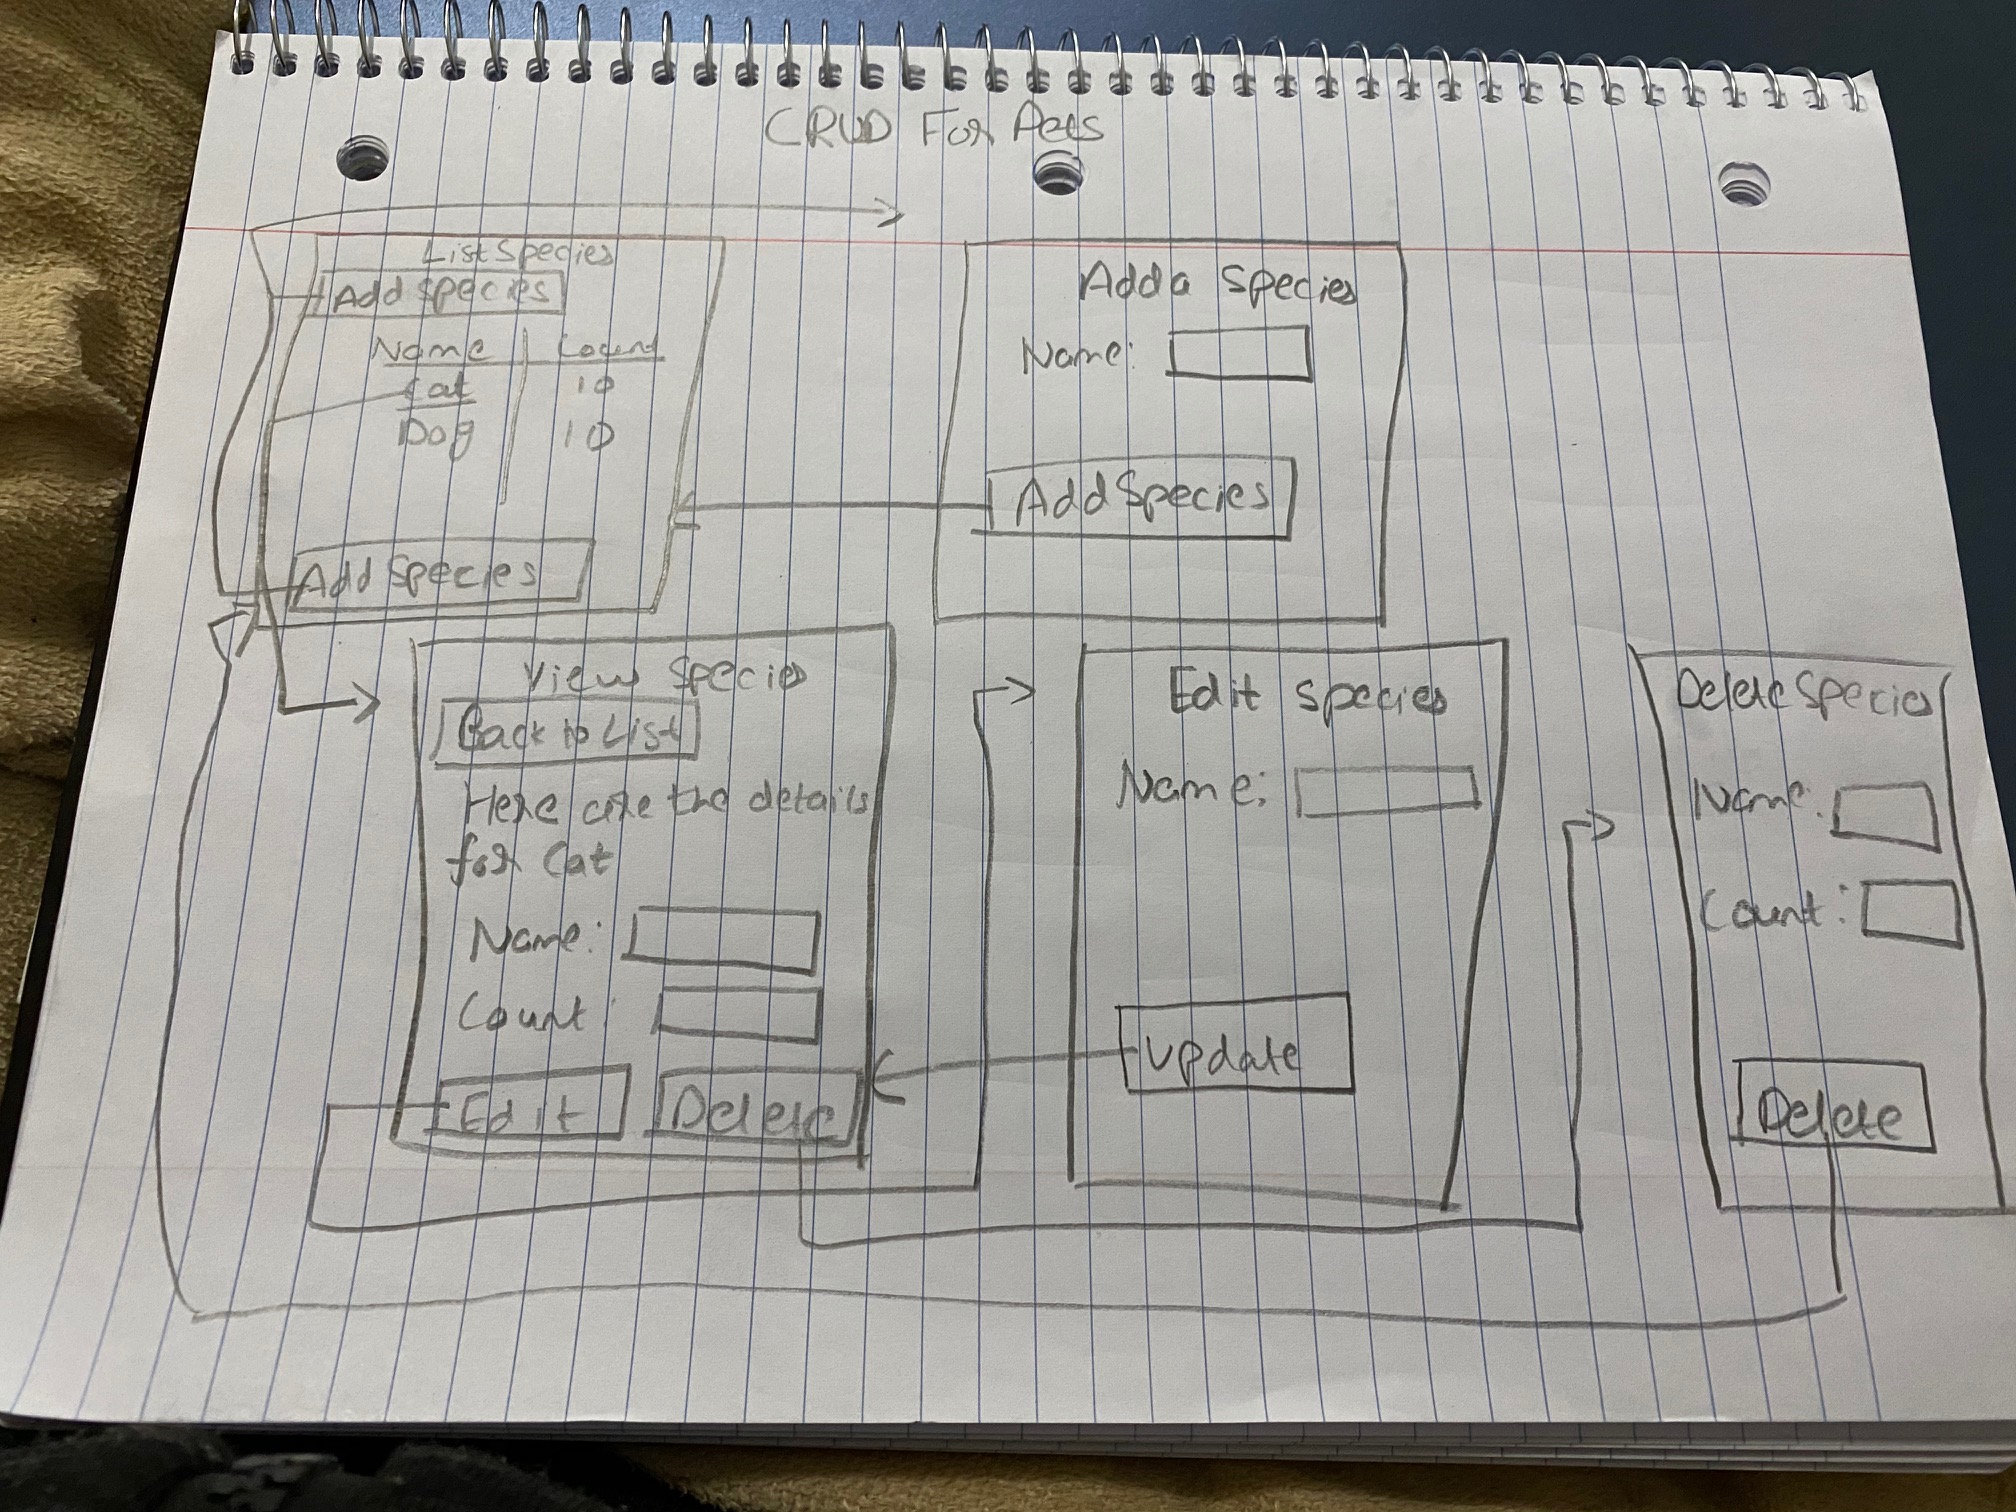 CRUD For Pets
List Species
Add Species
Name Count
Cat 10
Dog 10
Add Species
Add a Species
Name:
Add Species
View Species
Back to List
Here are the details
for Cat
Name:
Count:
Edit Delete
Edit Species
Name:
Update
Delete Species
Name:
Count:
Delete